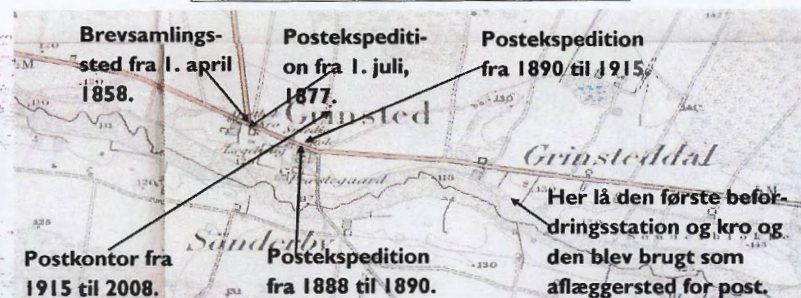 Brevsamlings-
sted fra 1. april
1858.
Postekspediti-
on fra 1. juli,
1877.
Postekspedition
fra 1890 til 1915.
Grinsted
Grinsteddal
Sönderby
Her lå den første befor-
dringsstation og kro og
den blev brugt som
aflæggersted for post.
Postkontor fra
1915 til 2008.
Postekspedition
fra 1888 til 1890.